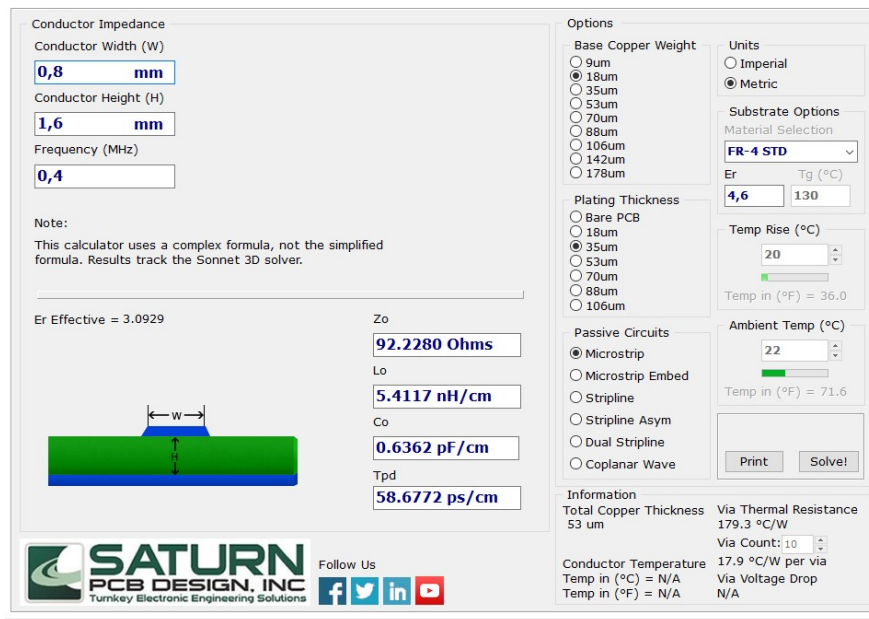 Conductor Impedance
Conductor Width (W)
0,8 mm
Conductor Height (H)
1,6 mm
Frequency (MHz)
0,4
Note:
This calculator uses a complex formula, not the simplified
formula. Results track the Sonnet 3D solver.
Er Effective = 3.0929
Zo
92.2280 Ohms
Lo
5.4117 nH/cm
Co
0.6362 pF/cm
Tpd
58.6772 ps/cm
W
H
SATURN
PCB DESIGN, INC
Turnkey Electronic Engineering Solutions
Follow Us
f
in
Options
Base Copper Weight
9um
18um
35um
53um
70um
88um
106um
142um
178um
Units
Imperial
Metric
Substrate Options
Material Selection
FR-4 STD
Er Tg (°C)
4,6 130
Plating Thickness
Bare PCB
18um
35um
53um
70um
88um
106um
Temp Rise (°C)
20
Temp in (°F) = 36.0
Passive Circuits
Microstrip
Microstrip Embed
Stripline
Stripline Asym
Dual Stripline
Coplanar Wave
Ambient Temp (°C)
22
Temp in (°F) = 71.6
Print Solve!
Information
Total Copper Thickness
53 um
Conductor Temperature
Temp in (°C) = N/A
Temp in (°F) = N/A
Via Thermal Resistance
179.3 °C/W
Via Count: 10
17.9 °C/W per via
Via Voltage Drop
N/A